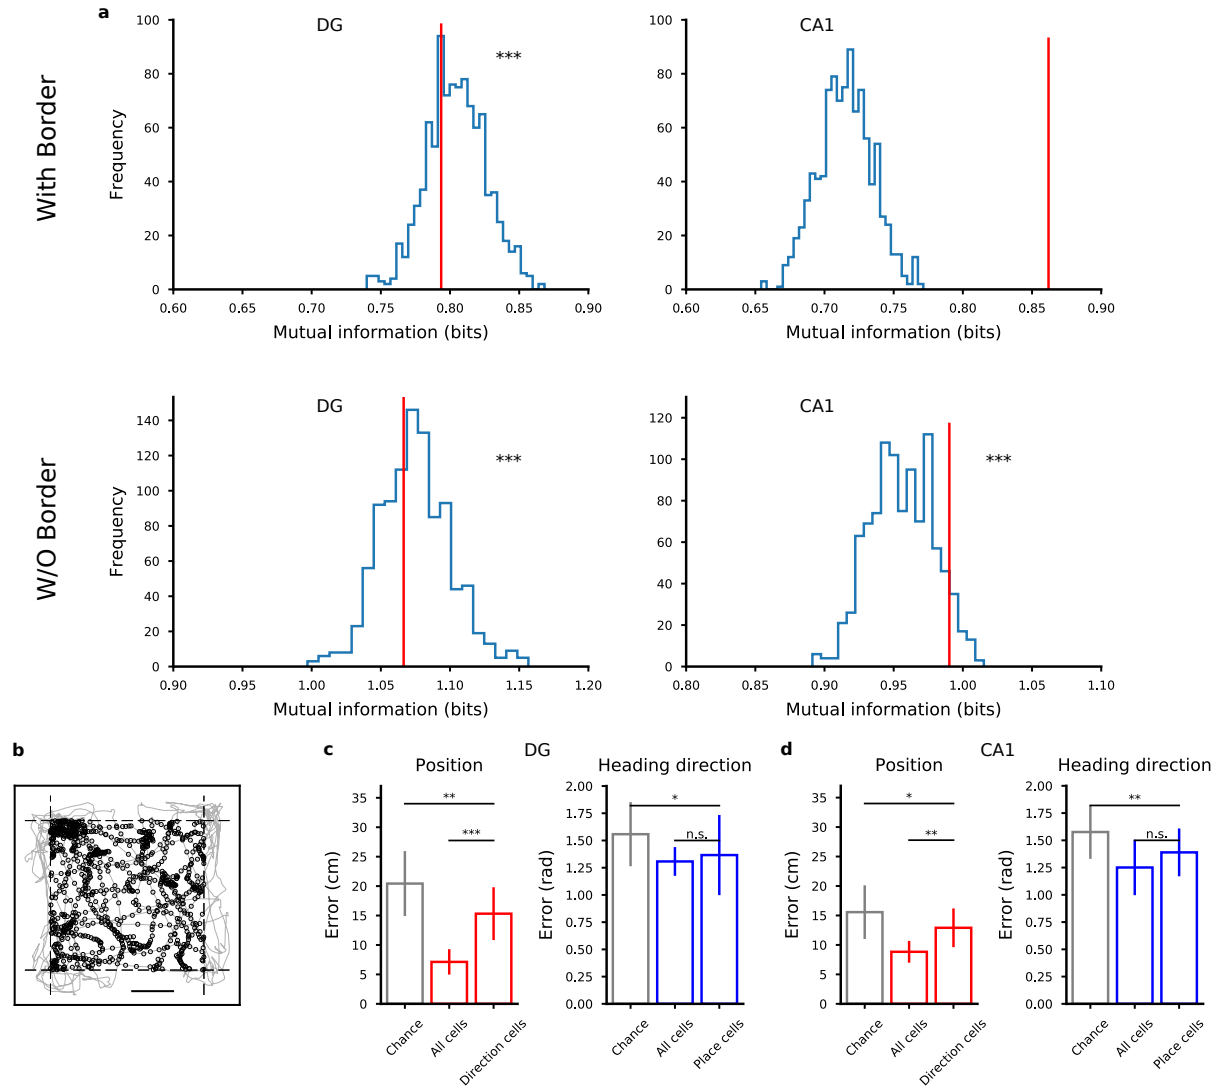 a
With Border
DG
***
Frequency
100
80
60
40
20
0
0.60 0.65 0.70 0.75 0.80 0.85 0.90
Mutual information (bits)
CA1
100
80
60
40
20
0
0.60 0.65 0.70 0.75 0.80 0.85 0.90
Mutual information (bits)
W/O Border
DG
***
Frequency
140
120
100
80
60
40
20
0
0.90 0.95 1.00 1.05 1.10 1.15 1.20
Mutual information (bits)
CA1
***
120
100
80
60
40
20
0
0.80 0.85 0.90 0.95 1.00 1.05 1.10
Mutual information (bits)
b
c
DG
Position
Error (cm)
35
30
25
20
15
10
5
0
**
***
Chance
All cells
Direction cells
Heading direction
Error (rad)
2.00
1.75
1.50
1.25
1.00
0.75
0.50
0.25
0.00
*
n.s.
Chance
All cells
Place cells
d
CA1
Position
Error (cm)
35
30
25
20
15
10
5
0
*
**
Chance
All cells
Direction cells
Heading direction
Error (rad)
2.00
1.75
1.50
1.25
1.00
0.75
0.50
0.25
0.00
**
n.s.
Chance
All cells
Place cells